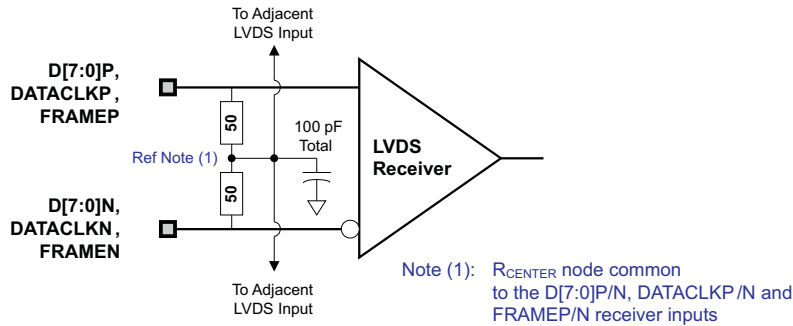 To Adjacent
LVDS Input
D[7:0]P,
DATACLKP,
FRAMEP
50
100 pF
Total
LVDS
Receiver
Ref Note (1)
50
D[7:0]N,
DATACLKN,
FRAMEN
To Adjacent
LVDS Input
Note (1): RCENTER node common
to the D[7:0]P/N, DATACLKP/N and
FRAMEP/N receiver inputs